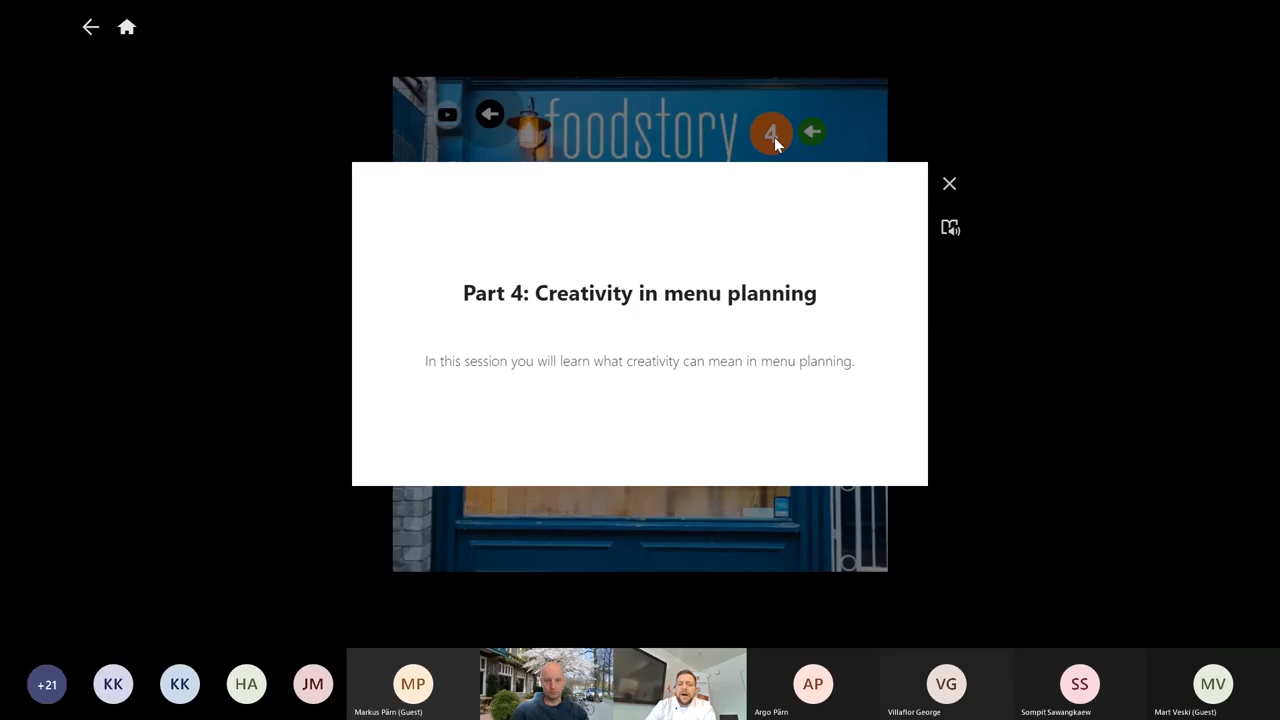 foodstory
4
Part 4: Creativity in menu planning
In this session you will learn what creativity can mean in menu planning.
+21
KK
KK
HA
JM
MP
AP
VG
SS
MV
Markus Pärn (Guest)
Argo Pärn
Villaflor George
Sompit Sawangkaew
Mart Veski (Guest)